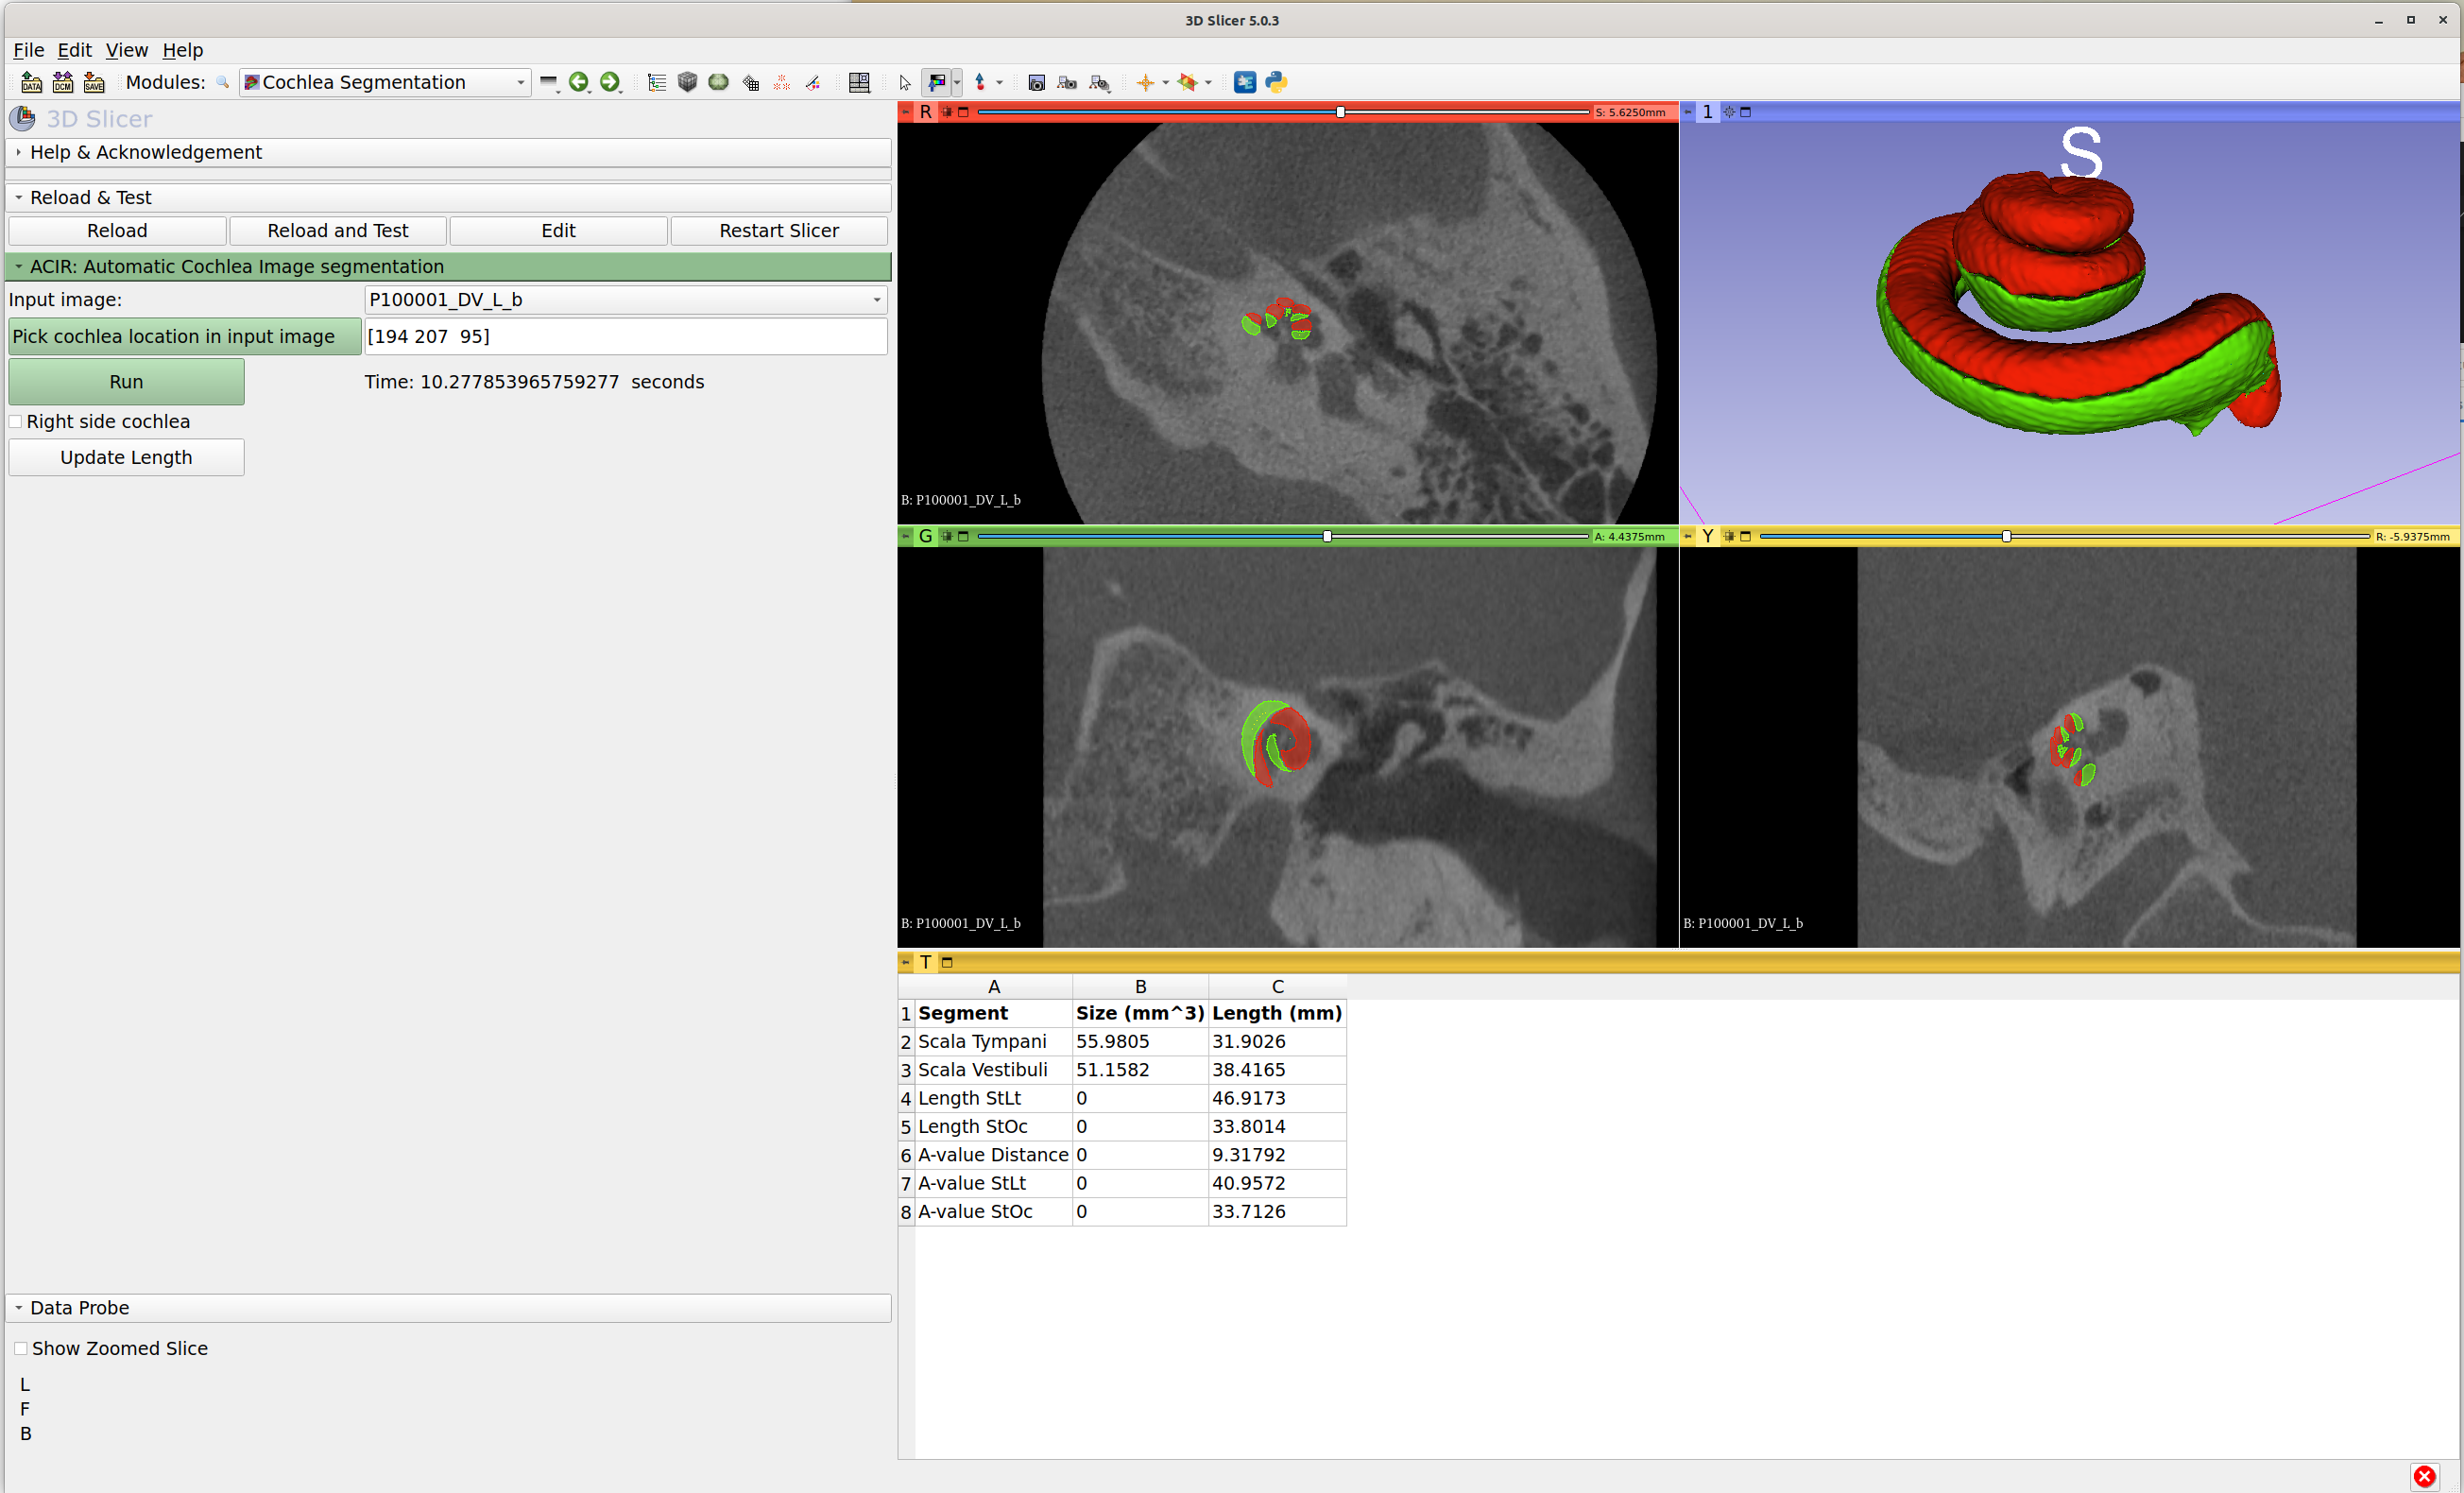 3D Slicer 5.0.3
File Edit View Help
DATA DCM SAVE Modules: Cochlea Segmentation
3D Slicer
Help & Acknowledgement
Reload & Test
Reload Reload and Test Edit Restart Slicer
ACIR: Automatic Cochlea Image segmentation
Input image: P100001_DV_L_b
Pick cochlea location in input image [194 207 95]
Run Time: 10.277853965759277 seconds
Right side cochlea
Update Length
Data Probe
Show Zoomed Slice
L
F
B
R S: 5.6250mm
B: P100001_DV_L_b
1
S
G A: 4.4375mm
B: P100001_DV_L_b
Y R: -5.9375mm
B: P100001_DV_L_b
T
A B C
1 Segment Size (mm^3) Length (mm)
2 Scala Tympani 55.9805 31.9026
3 Scala Vestibuli 51.1582 38.4165
4 Length StLt 0 46.9173
5 Length StOc 0 33.8014
6 A-value Distance 0 9.31792
7 A-value StLt 0 40.9572
8 A-value StOc 0 33.7126